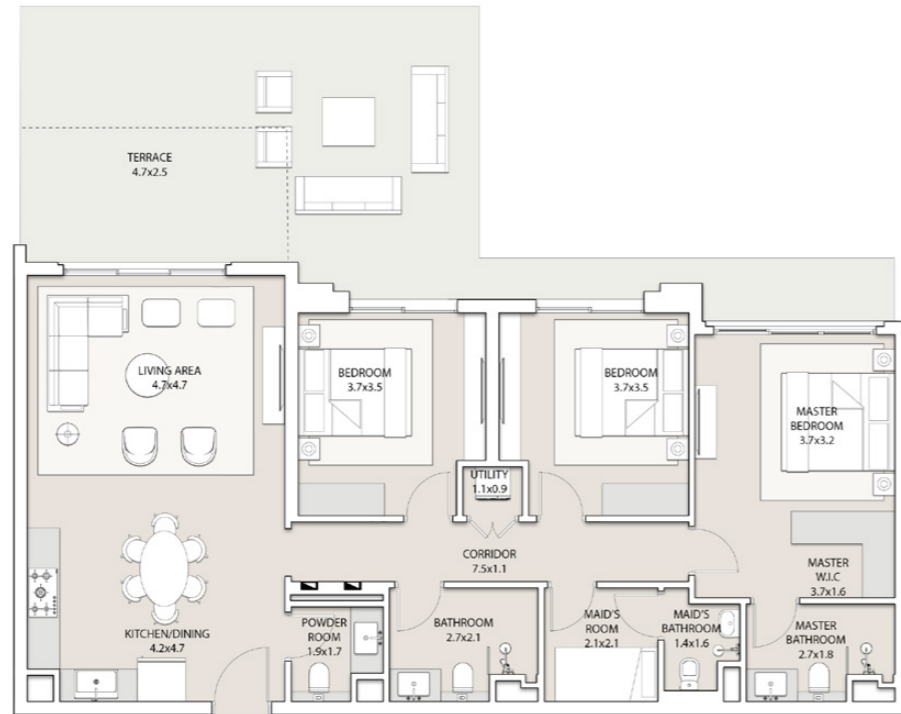 TERRACE
4.7x2.5
LIVING AREA
4.7x4.7
BEDROOM
3.7x3.5
BEDROOM
3.7x3.5
MASTER
BEDROOM
3.7x3.2
UTILITY
1.1x0.9
CORRIDOR
7.5x1.1
MASTER
W.I.C
3.7x1.6
KITCHEN/DINING
4.2x4.7
POWDER
ROOM
1.9x1.7
BATHROOM
2.7x2.1
MAID'S
ROOM
2.1x2.1
MAID'S
BATHROOM
1.4x1.6
MASTER
BATHROOM
2.7x1.8